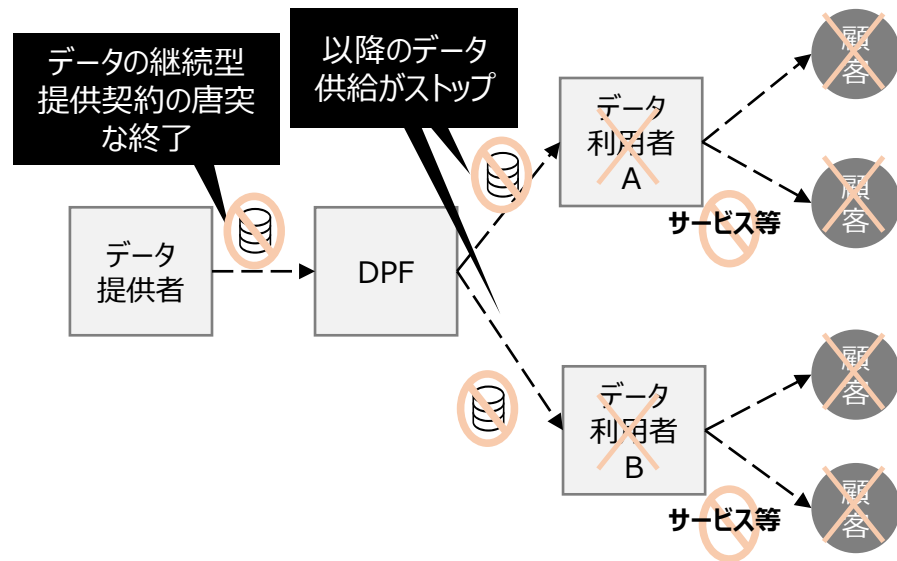 データの継続型
提供契約の唐突
な終了
以降のデータ
供給がストップ
データ
提供者
DPF
データ
利用者
A
サービス等
顧
客
顧
客
データ
利用者
B
サービス等
顧
客
顧
客